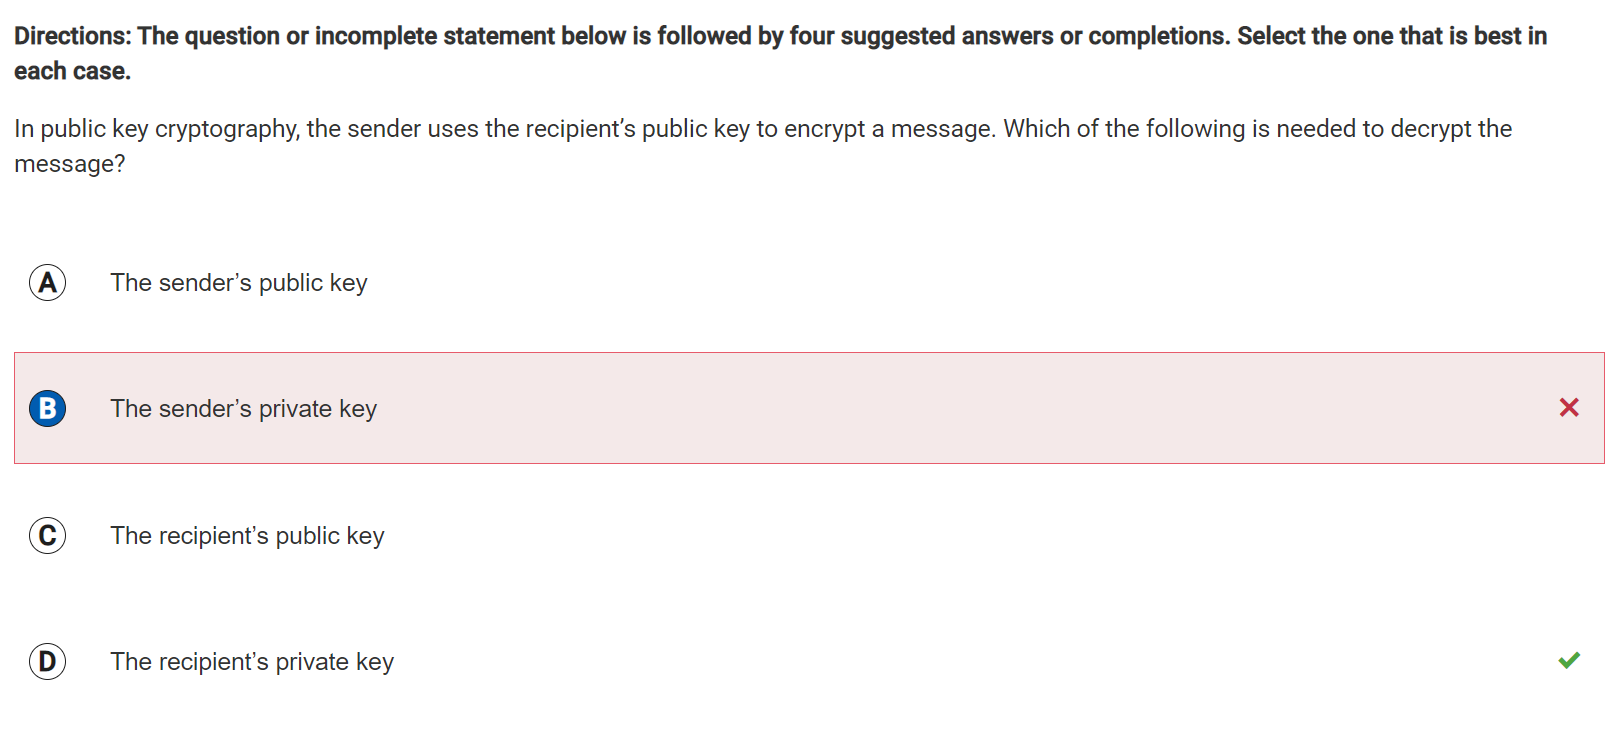 Directions: The question or incomplete statement below is followed by four suggested answers or completions. Select the one that is best in
each case.
In public key cryptography, the sender uses the recipient’s public key to encrypt a message. Which of the following is needed to decrypt the
message?
A The sender’s public key
B The sender’s private key
C The recipient’s public key
D The recipient’s private key